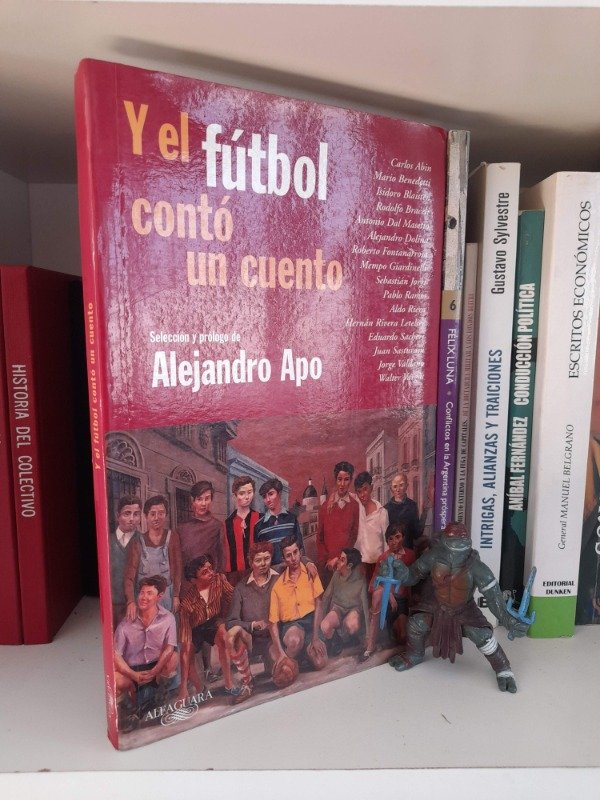 Y el fútbol
contó
un cuento
Selección y prólogo de
Alejandro Apo
Carlos Abin
Mario Benedetti
Isidoro Blaisten
Rodolfo Braceli
Antonio Dal Masetto
Alejandro Dolina
Roberto Fontanarrosa
Mempo Giardinelli
Sebastián Jorgi
Pablo Ramos
Aldo Riera
Hernán Rivera Letelier
Eduardo Sacheri
Juan Sasturain
Jorge
Walter
ALFAGUARA
Y el fútbol contó un cuento
HISTORIA DEL COLECTIVO
6
FÉLIX LUNA • Conflictos en la Argentina próspera
INTRIGAS, ALIANZAS Y TRAICIONES
Gustavo Sylvestre
ANÍBAL FERNÁNDEZ CONDUCCIÓN POLÍTICA
General MANUEL BELGRANO
ESCRITOS ECONÓMICOS
EDITORIAL
DUNKEN